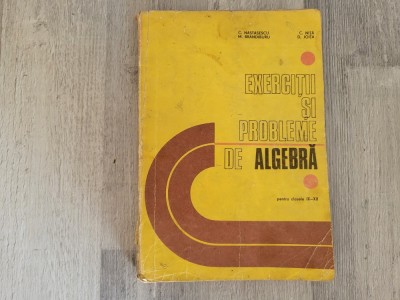 C. NĂSTĂSESCU C. NIȚĂ
M. BRANDIBURU D. JOIȚA
EXERCIȚII
ȘI
PROBLEME
DE ALGEBRĂ
pentru clasele IX-XII